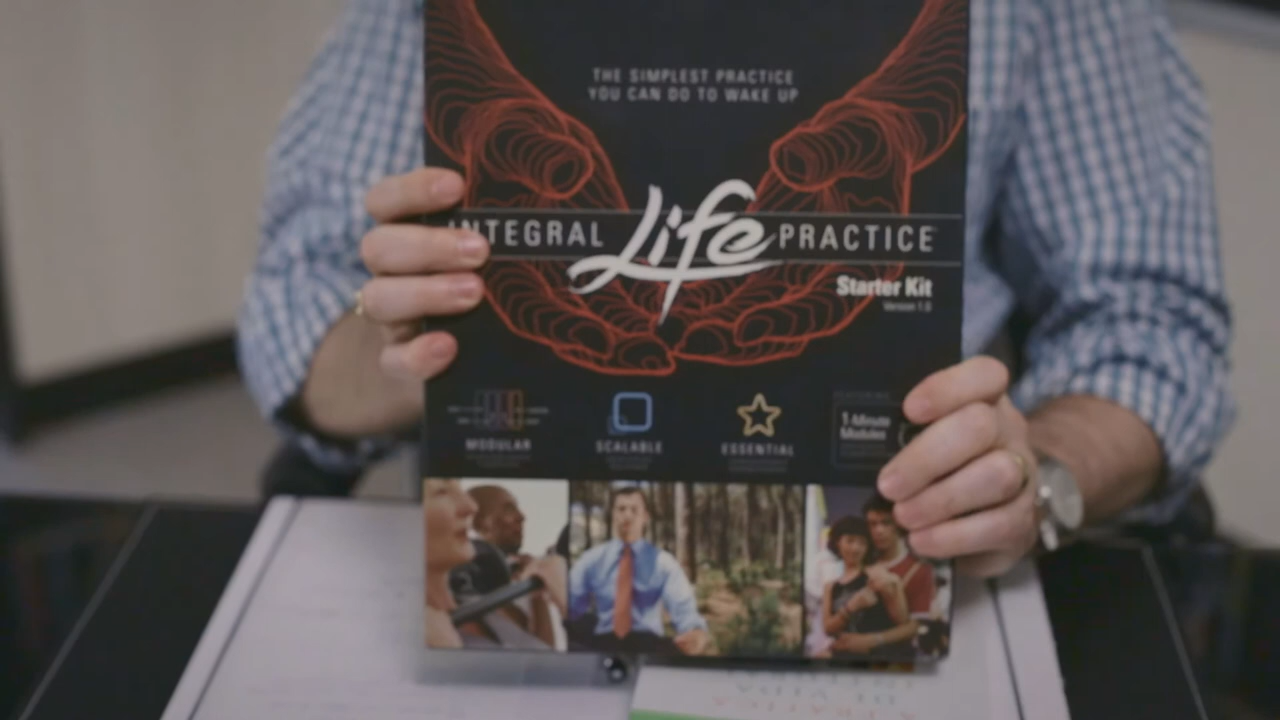 THE SIMPLEST PRACTICE
YOU CAN DO TO WAKE UP
INTEGRAL Life PRACTICE
Starter Kit
Version 1.0
MODULAR
SCALABLE
ESSENTIAL
FEATURING
1-Minute
Modules